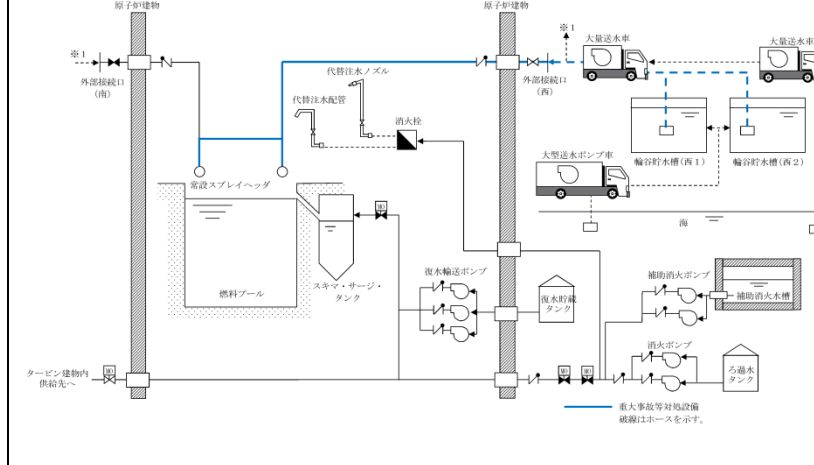 原子炉建物
原子炉建物
※1
※1
大量送水車
大量送水車
外部接続口
(南)
代替注水ノズル
代替注水配管
消火栓
外部接続口
(西)
輪谷貯水槽(西1)
輪谷貯水槽(西2)
大型送水ポンプ車
常設スプレイヘッダ
海
MO
燃料プール
スキマ・サージ・
タンク
復水輸送ポンプ
復水貯蔵
タンク
補助消火ポンプ
補助消火水槽
消火ポンプ
ろ過水
タンク
タービン建物内
供給先へ
MO
MO
MO
重大事故等対処設備
破線はホースを示す。